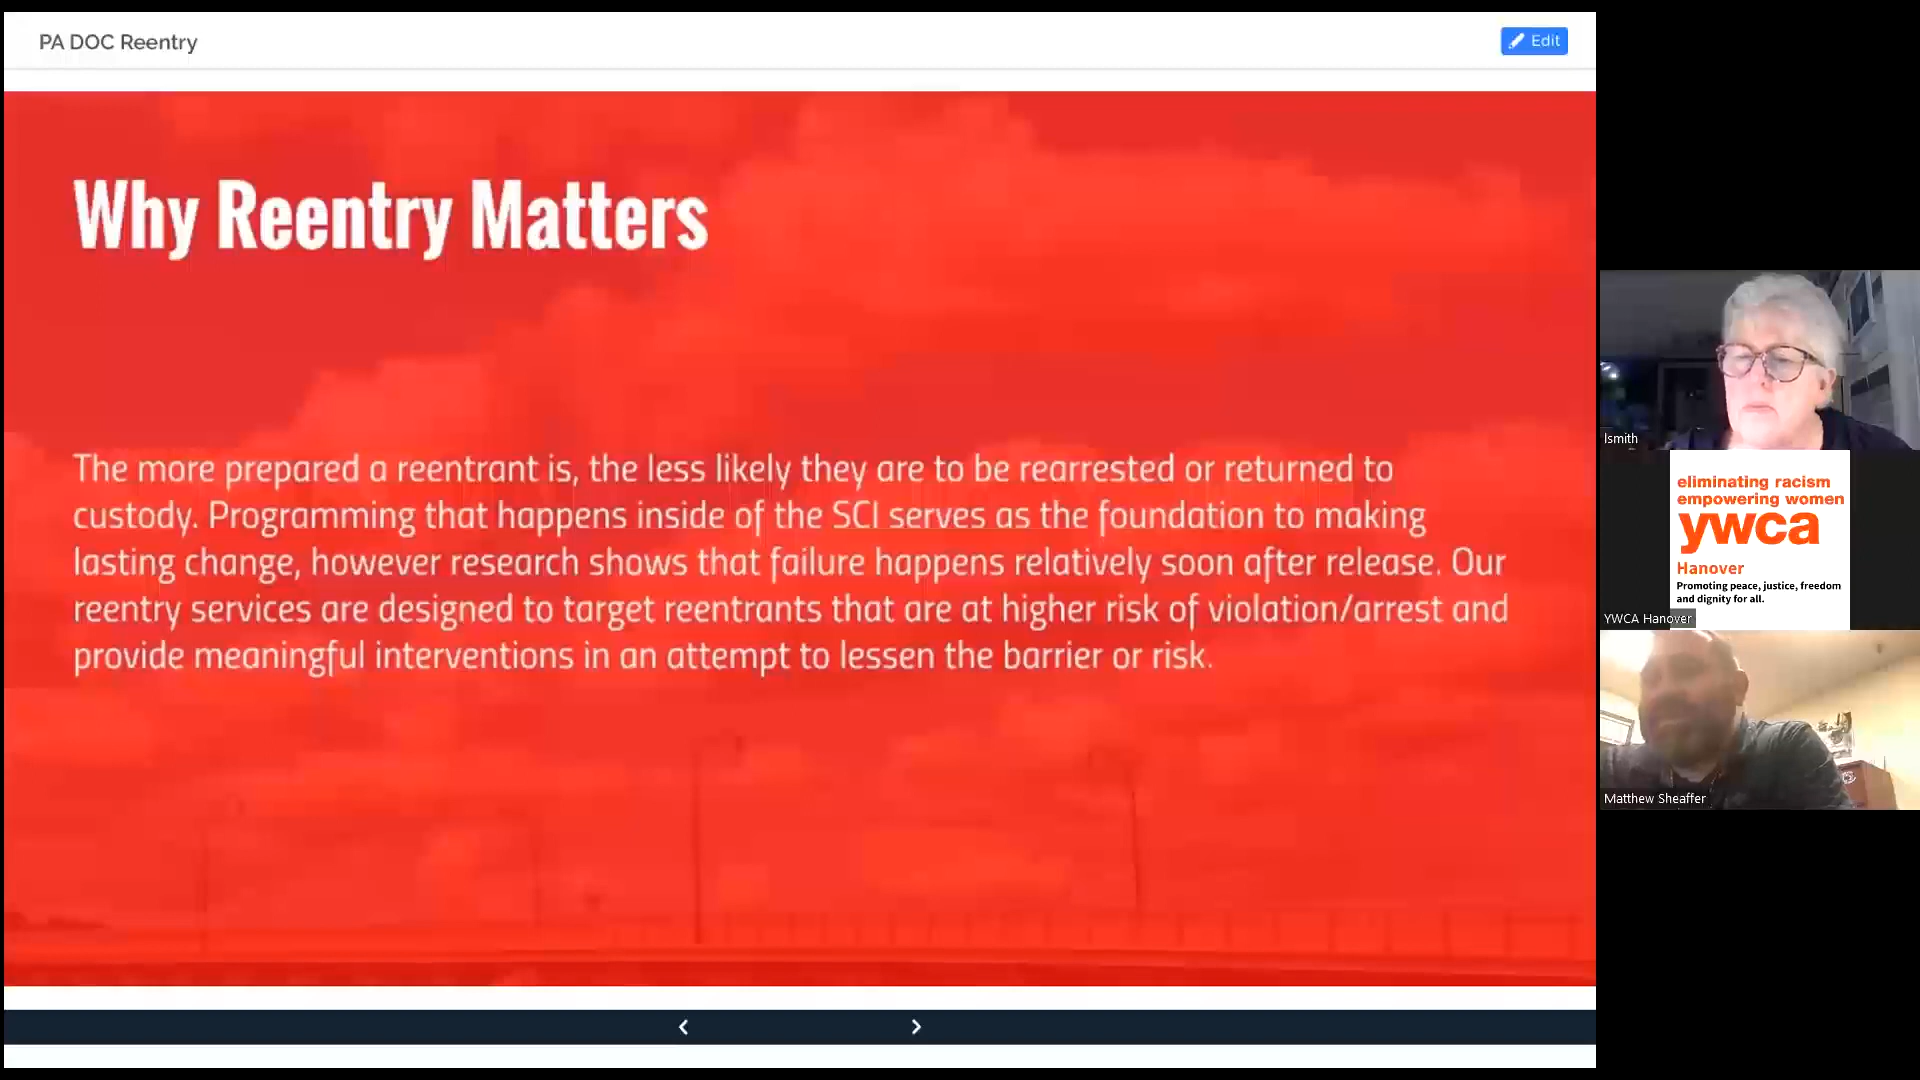 PA DOC Reentry
Edit
Why Reentry Matters
The more prepared a reentrant is, the less likely they are to be rearrested or returned to
custody. Programming that happens inside of the SCI serves as the foundation to making
lasting change, however research shows that failure happens relatively soon after release. Our
reentry services are designed to target reentrants that are at higher risk of violation/arrest and
provide meaningful interventions in an attempt to lessen the barrier or risk.
lsmith
eliminating racism
empowering women
ywca
Hanover
Promoting peace, justice, freedom
and dignity for all.
YWCA Hanover
Matthew Sheaffer